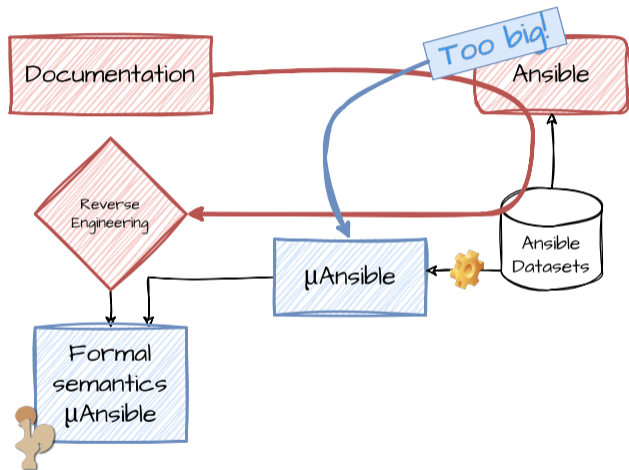 Too big!
Documentation
Ansible
Reverse
Engineering
Ansible
Datasets
µAnsible
Formal
semantics
µAnsible